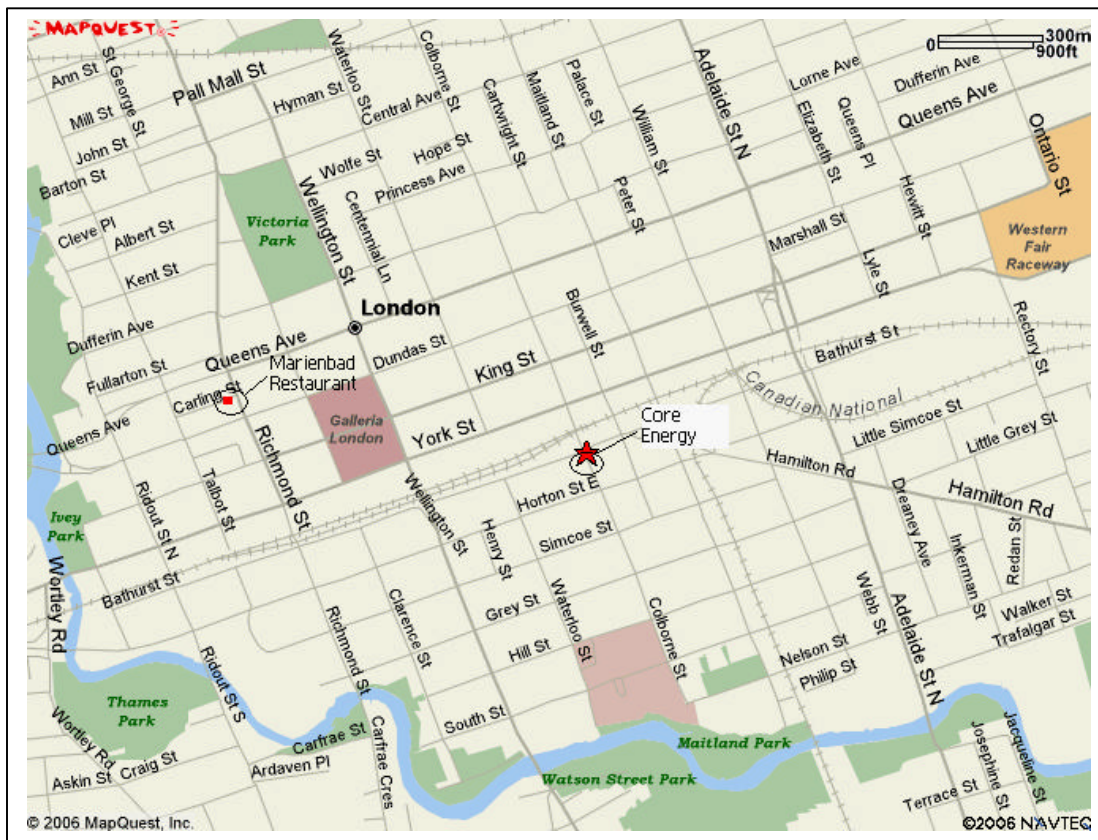 MAPQUEST
300m
0
900ft
Ann St
St George St
Pall Mall St
Waterloo St
Colborne St
Palace St
Maitland St
Adelaide St N
Lorne Ave
Dufferin Ave
Queens Ave
Mill St
Hyman St
Central Ave
Cartwright St
William St
Elizabeth St
Queens Pl
Ontario St
John St
Barton St
Wolfe St
Hope St
Princess Ave
Peter St
Hewitt St
Cleve Pl
Albert St
Victoria
Park
Wellington St
Centennial Ln
Marshall St
Western
Fair
Raceway
Kent St
Lyle St
London
Burwell St
Rectory St
Dufferin Ave
Queens Ave
Dundas St
King St
Bathurst St
Fullarton St
Marienbad
Restaurant
Canadian National
Carling St
Galleria
London
York St
Core
Energy
Little Simcoe St
Little Grey St
Queens Ave
Richmond St
Hamilton Rd
Hamilton Rd
Talbot St
Ridout St N
Wellington St
Horton St E
Dreaney Ave
Ivey
Park
Henry St
Simcoe St
Inkerman St
Redan St
Wortley Rd
Bathurst St
Grey St
Waterloo St
Colborne St
Webb St
Adelaide St N
Walker St
Trafalgar St
Clarence St
Richmond St
Hill St
Nelson St
Philip St
Ridout St S
Thames
Park
South St
Wortley Rd
Carfrae St
Carfrae Cres
Maitland Park
Josephine St
Jacqueline St
Askin St
Craig St
Ardaven Pl
Watson Street Park
Terrace St
© 2006 MapQuest, Inc.
©2006 NAVTEQ